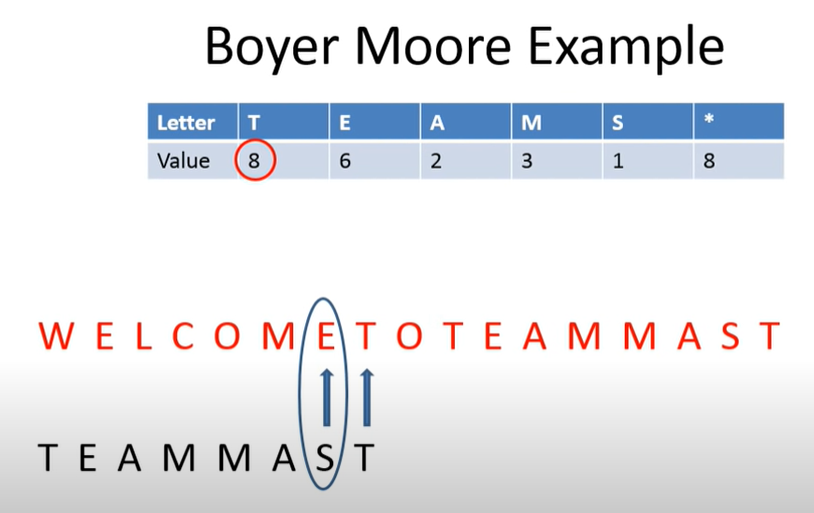 Boyer Moore Example
Letter T E A M S *
Value 8 6 2 3 1 8
W E L C O M E T O T E A M M A S T
T E A M M A S T